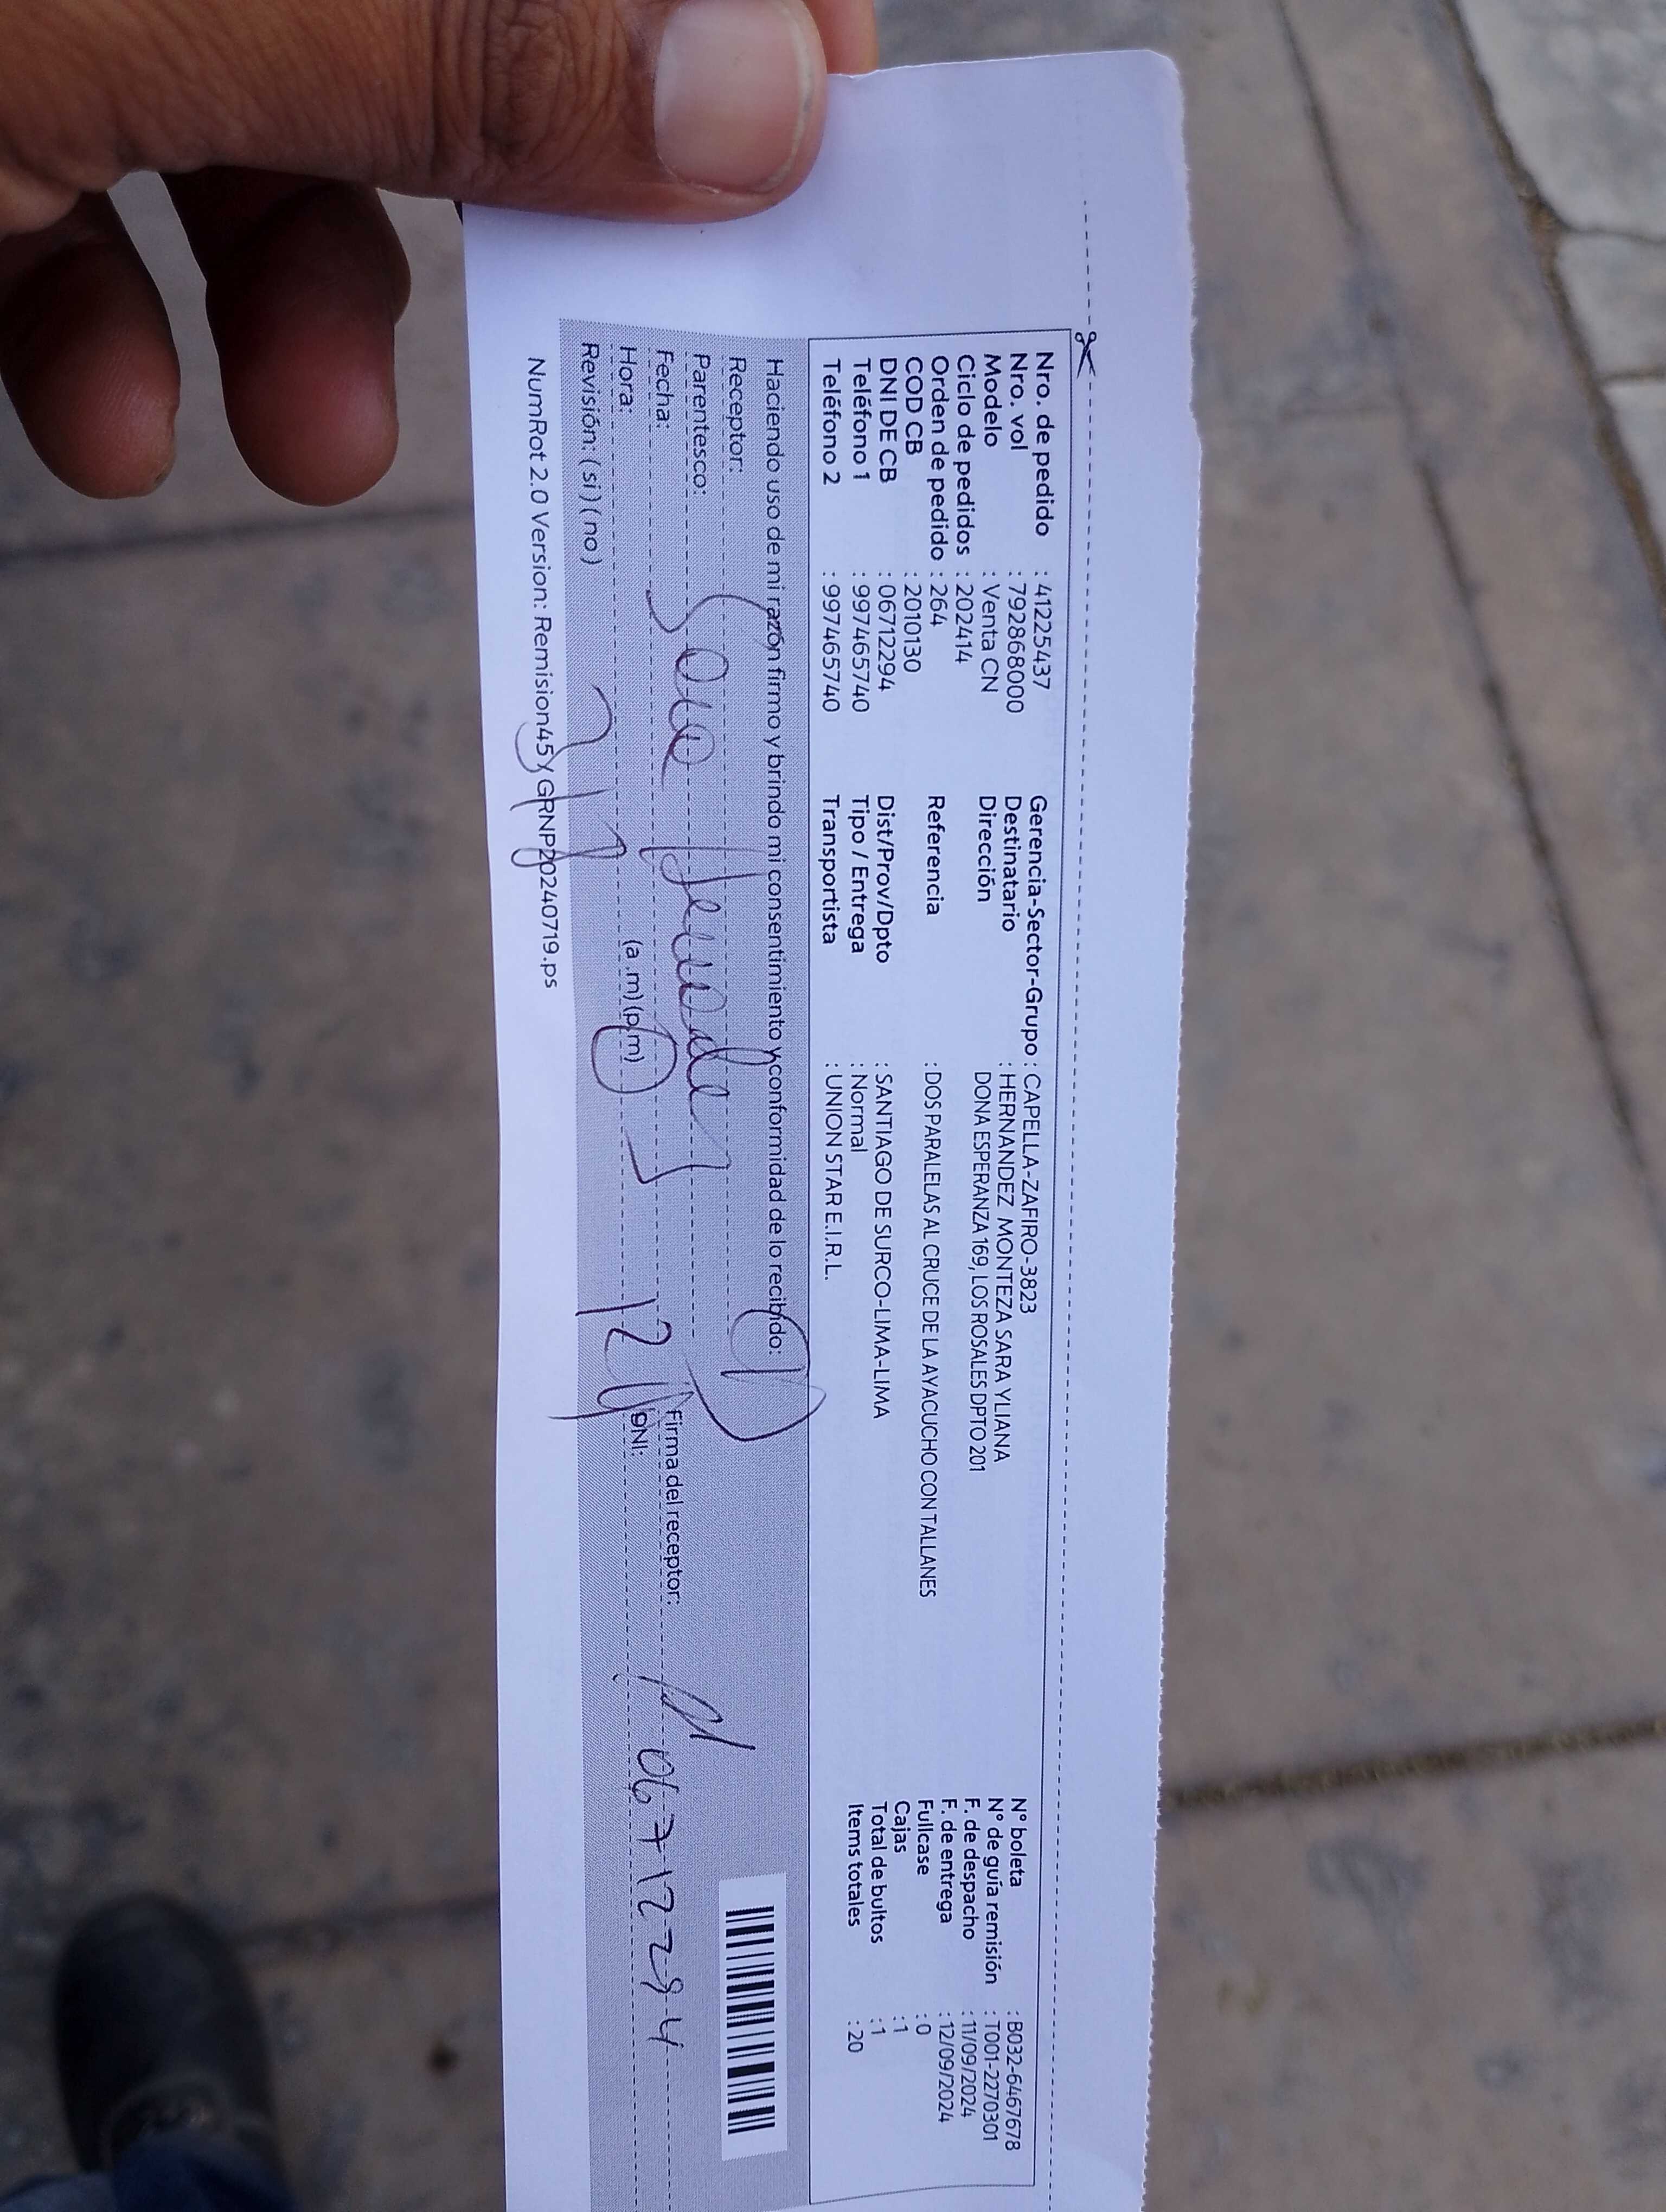 Nro. de pedido : 41225437
Nro. vol : 792868000
Modelo : Venta CN
Ciclo de pedidos : 202414
Orden de pedido : 264
COD CB : 2010130
DNI DE CB : 06712294
Teléfono 1 : 997465740
Teléfono 2 : 997465740
Gerencia-Sector-Grupo : CAPELLA-ZAFIRO-3823
Destinatario : HERNANDEZ MONTEZA SARA YLIANA
Dirección DONA ESPERANZA 169, LOS ROSALES DPTO 201
Referencia : DOS PARALELAS AL CRUCE DE LA AYACUCHO CON TALLANES
Dist/Prov/Dpto : SANTIAGO DE SURCO-LIMA-LIMA
Tipo / Entrega : Normal
Transportista : UNION STAR E.I.R.L.
N° boleta : B032-6467678
N° de guía remisión : T001-2270301
F. de despacho : 11/09/2024
F. de entrega : 12/09/2024
Fullcase : 0
Cajas : 1
Total de bultos : 1
Items totales : 20
Haciendo uso de mi razón firmo y brindo mi consentimiento y conformidad de lo recibido:
Receptor:
Parentesco:
Fecha:
Hora: (a.m) (p.m)
Revisión: ( si ) ( no )
Firma del receptor:
DNI: 06712294
NumRot 2.0 Version: Remision45 y GRNP20240719.ps